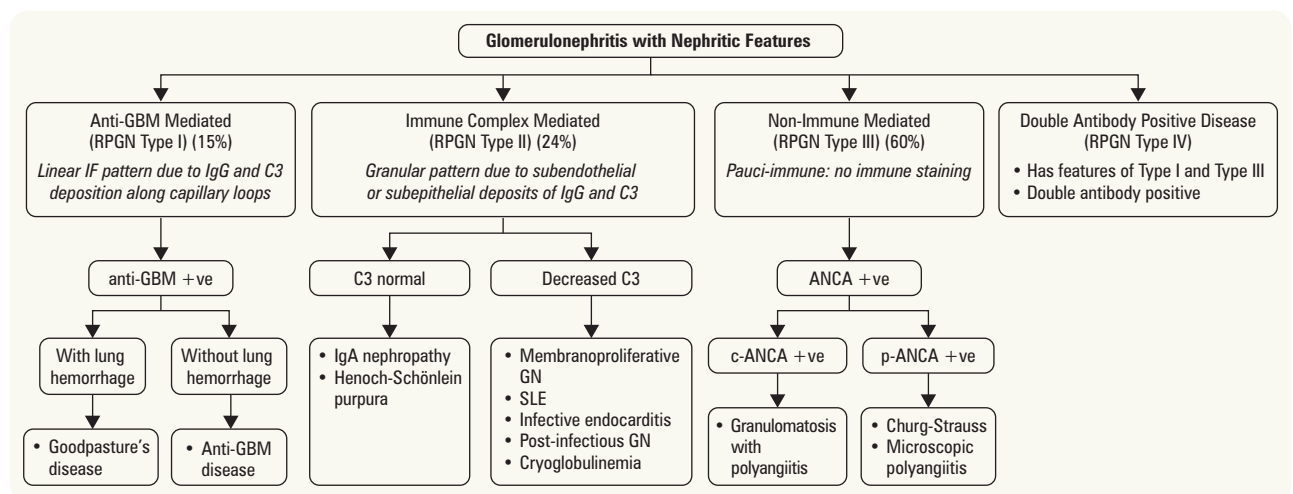 Glomerulonephritis with Nephritic Features
Anti-GBM Mediated
(RPGN Type I) (15%)
Linear IF pattern due to IgG and C3
deposition along capillary loops
Immune Complex Mediated
(RPGN Type II) (24%)
Granular pattern due to subendothelial
or subepithelial deposits of IgG and C3
Non-Immune Mediated
(RPGN Type III) (60%)
Pauci-immune: no immune staining
Double Antibody Positive Disease
(RPGN Type IV)
• Has features of Type I and Type III
• Double antibody positive
anti-GBM +ve
C3 normal
Decreased C3
ANCA +ve
With lung
hemorrhage
Without lung
hemorrhage
• IgA nephropathy
• Henoch-Schönlein
purpura
• Membranoproliferative
GN
• SLE
• Infective endocarditis
• Post-infectious GN
• Cryoglobulinemia
c-ANCA +ve
p-ANCA +ve
• Goodpasture's
disease
• Anti-GBM
disease
• Granulomatosis
with
polyangiitis
• Churg-Strauss
• Microscopic
polyangiitis